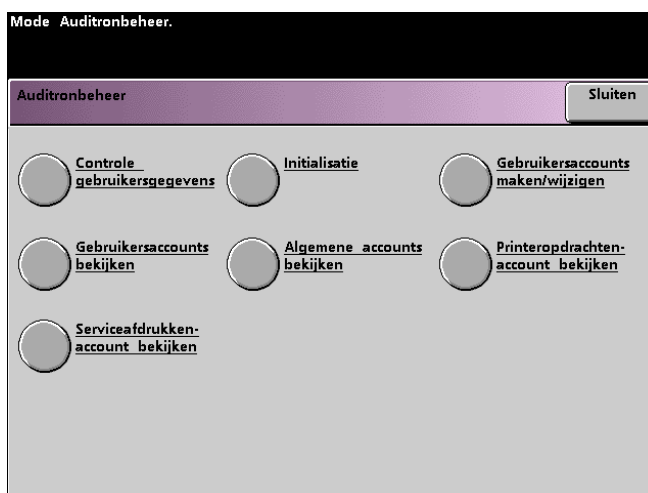 Mode Auditronbeheer.
Auditronbeheer
Sluiten
Controle
gebruikersgegevens
Initialisatie
Gebruikersaccounts
maken/wijzigen
Gebruikersaccounts
bekijken
Algemene accounts
bekijken
Printeropdrachten-
account bekijken
Serviceafdrukken-
account bekijken